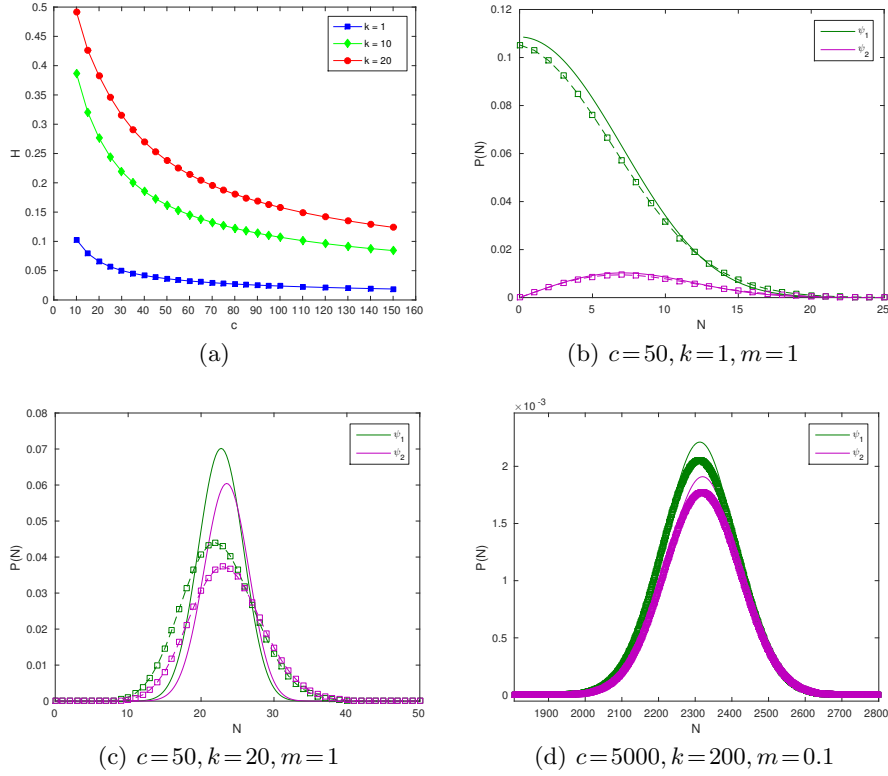 0.5
0.45
0.4
0.35
0.3
0.25
0.2
0.15
0.1
0.05
0
H
0 10 20 30 40 50 60 70 80 90 100 110 120 130 140 150 160
c
k = 1
k = 10
k = 20
(a)
0.12
0.1
0.08
0.06
0.04
0.02
0
P(N)
0 5 10 15 20 25
N
ψ1
ψ2
(b) c=50, k=1, m=1
0.08
0.07
0.06
0.05
0.04
0.03
0.02
0.01
0
P(N)
0 10 20 30 40 50
N
ψ1
ψ2
(c) c=50, k=20, m=1
× 10-3
2
1.5
1
0.5
0
P(N)
1900 2000 2100 2200 2300 2400 2500 2600 2700 2800
N
ψ1
ψ2
(d) c=5000, k=200, m=0.1